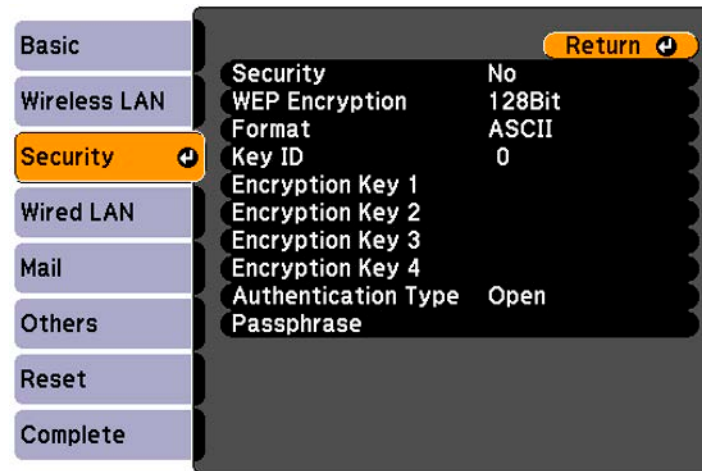 Basic
Wireless LAN
Security
Wired LAN
Mail
Others
Reset
Complete
Return
Security No
WEP Encryption 128Bit
Format ASCII
Key ID 0
Encryption Key 1
Encryption Key 2
Encryption Key 3
Encryption Key 4
Authentication Type Open
Passphrase